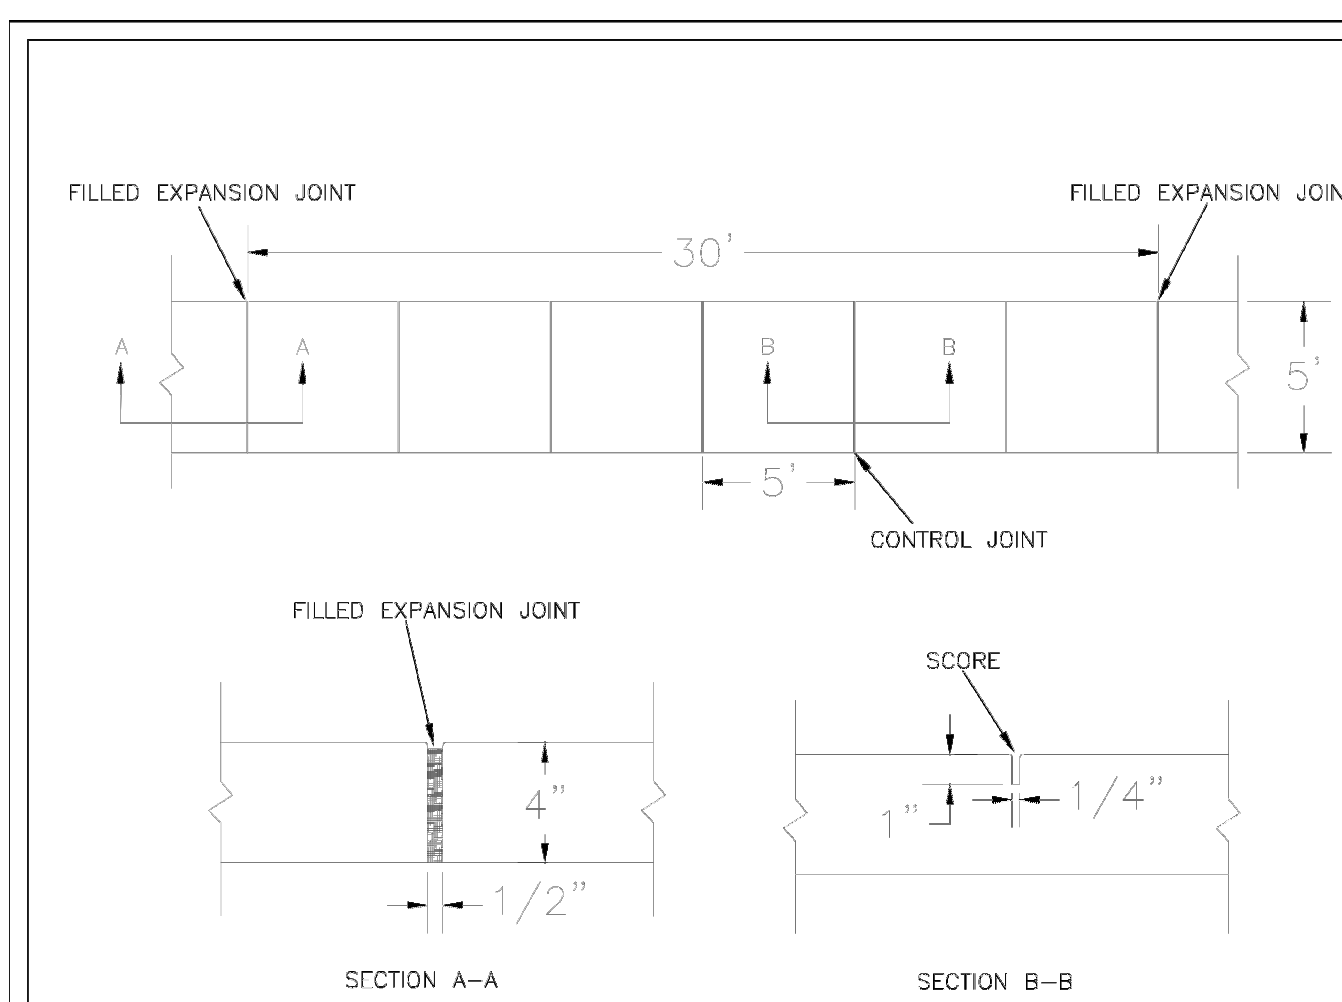 FILLED EXPANSION JOINT
FILLED EXPANSION JOIN
30'
A
A
B
B
5'
5'
CONTROL JOINT
FILLED EXPANSION JOINT
SCORE
4"
1"
1/4"
1/2"
SECTION A-A
SECTION B-B